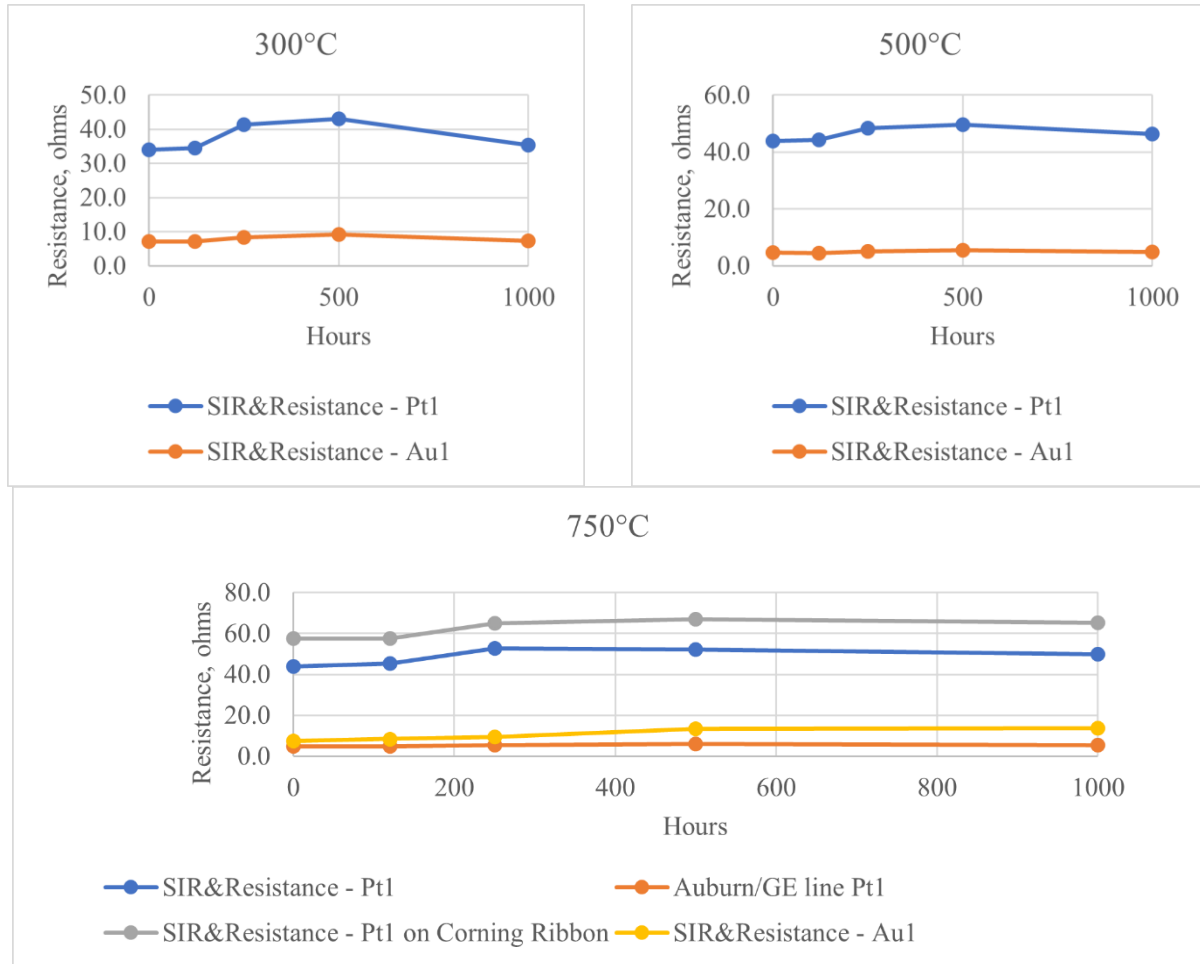 300°C
50.0
40.0
30.0
20.0
10.0
0.0
Resistance, ohms
0 500 1000
Hours
SIR&Resistance - Pt1
SIR&Resistance - Au1
500°C
60.0
40.0
20.0
0.0
Resistance, ohms
0 500 1000
Hours
SIR&Resistance - Pt1
SIR&Resistance - Au1
750°C
80.0
60.0
40.0
20.0
0.0
Resistance, ohms
0 200 400 600 800 1000
Hours
SIR&Resistance - Pt1 Auburn/GE line Pt1
SIR&Resistance - Pt1 on Corning Ribbon SIR&Resistance - Au1